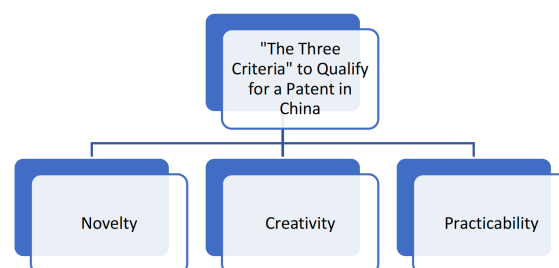 "The Three
Criteria" to Qualify
for a Patent in
China
Novelty
Creativity
Practicability